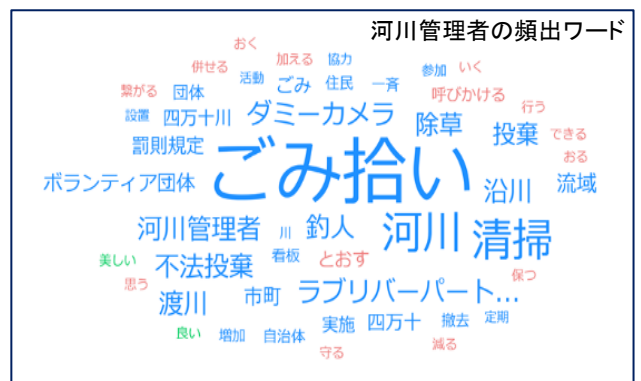 河川管理者の頻出ワード
おく
併せる 加える 協力
繋がる 団体 活動 ごみ 住民 一斉 参加 いく
呼びかける
設置 四万十川 ダミーカメラ 除草 投棄 行う
できる
罰則規定 おる
ごみ拾い
ボランティア団体 沿川 流域
河川管理者 川 釣人 河川 清掃
美しい 不法投棄 看板 とおす
思う 渡川 市町 ラブリバーパート… 保つ
良い 増加 自治体 実施 四万十 撤去 定期
守る 減る